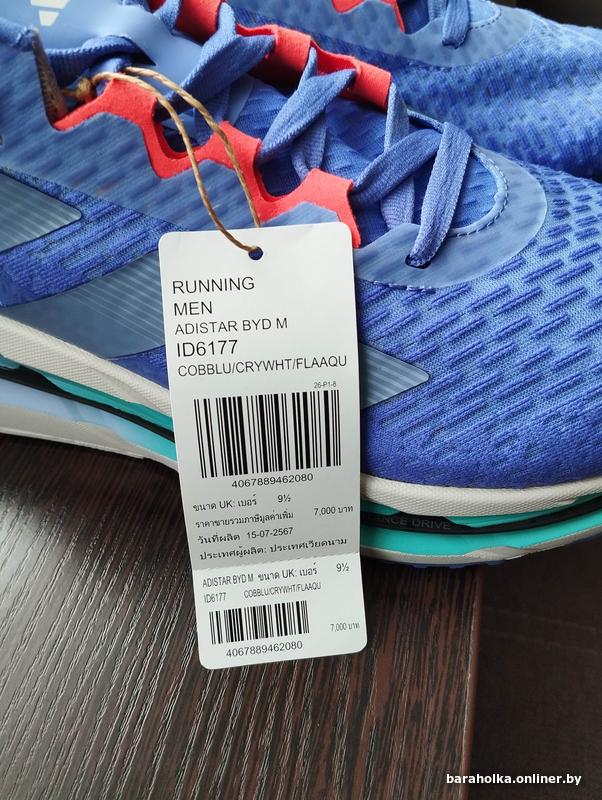 RUNNING
MEN
ADISTAR BYD M
ID6177
COBBLU/CRYWHT/FLAAQU
26-P1-8
4067889462080
ขนาด UK: เบอร์ 9½
ราคาขายรวมภาษีมูลค่าเพิ่ม 7,000 บาท
วันที่ผลิต 15-07-2567
ประเทศผู้ผลิต: ประเทศเวียดนาม
ADISTAR BYD M ขนาด UK: เบอร์ 9½
ID6177 COBBLU/CRYWHT/FLAAQU
4067889462080 7,000 บาท
DRIVE
baraholka.onliner.by